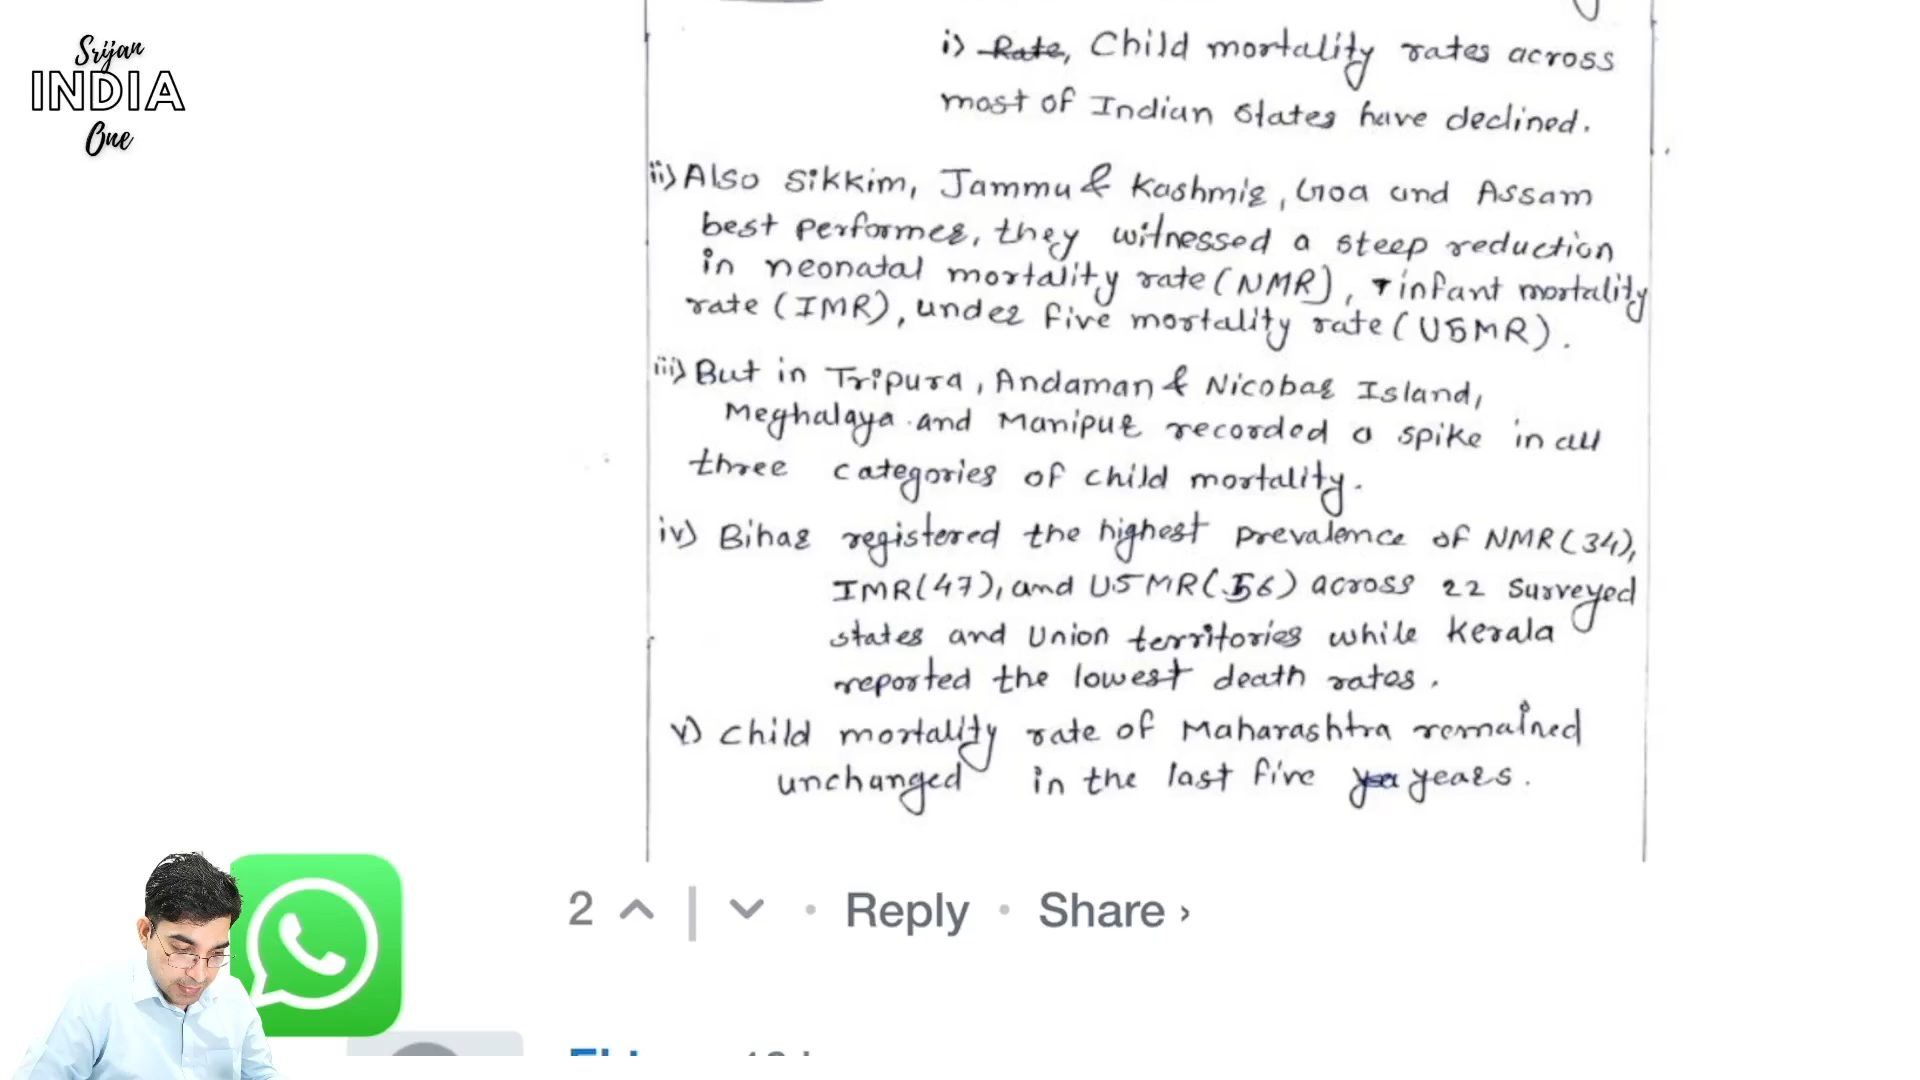 Srijan
INDIA
One
i) Rate, Child mortality rates across
most of Indian States have declined.
ii) Also Sikkim, Jammu & Kashmir, Goa and Assam
best performer, they witnessed a steep reduction
in neonatal mortality rate (NMR), infant mortality
rate (IMR), under five mortality rate (U5MR).
iii) But in Tripura, Andaman & Nicobar Island,
Meghalaya and Manipur recorded a spike in all
three categories of child mortality.
iv) Bihar registered the highest prevalence of NMR (34),
IMR (47), and U5MR (56) across 22 surveyed
states and Union territories while Kerala
reported the lowest death rates.
v) Child mortality rate of Maharashtra remained
unchanged in the last five years.
2 | • Reply • Share ›